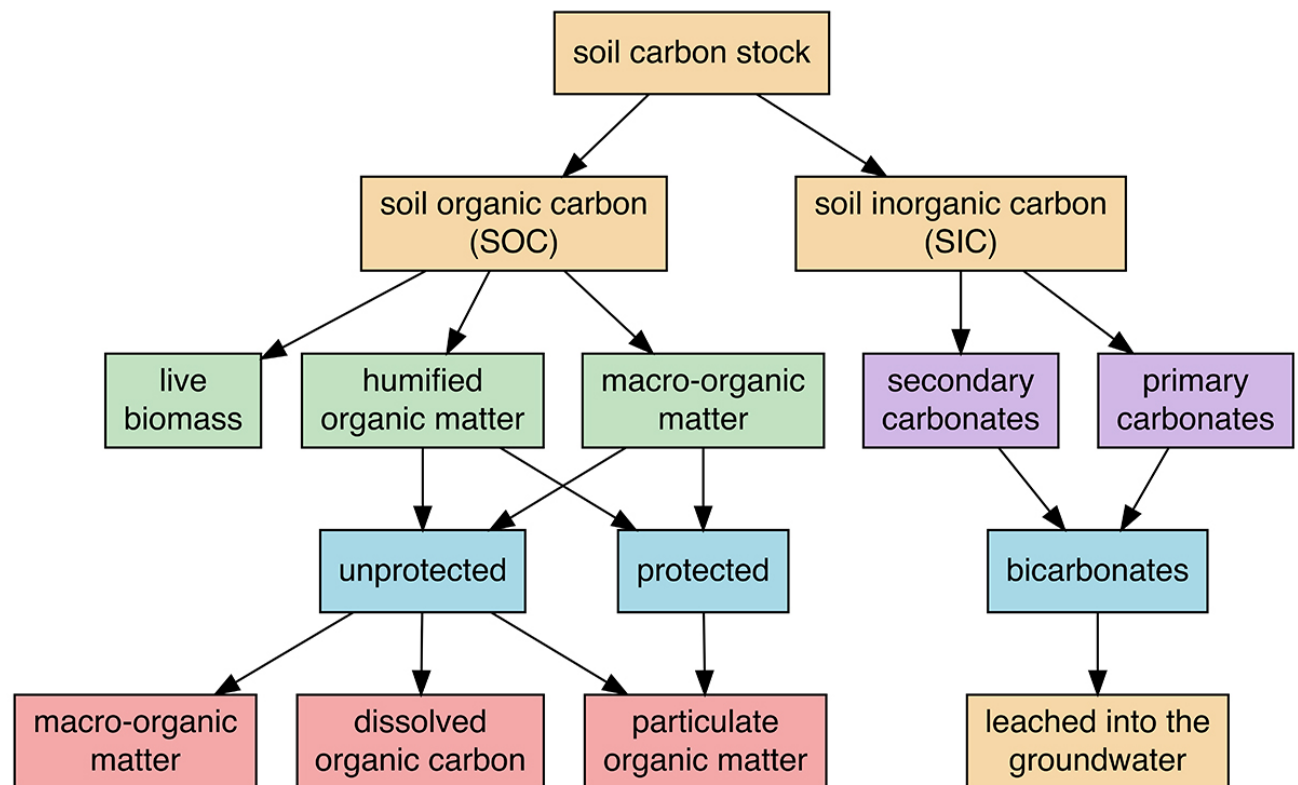 soil carbon stock
soil organic carbon
(SOC)
soil inorganic carbon
(SIC)
live
biomass
humified
organic matter
macro-organic
matter
secondary
carbonates
primary
carbonates
unprotected
protected
bicarbonates
macro-organic
matter
dissolved
organic carbon
particulate
organic matter
leached into the
groundwater